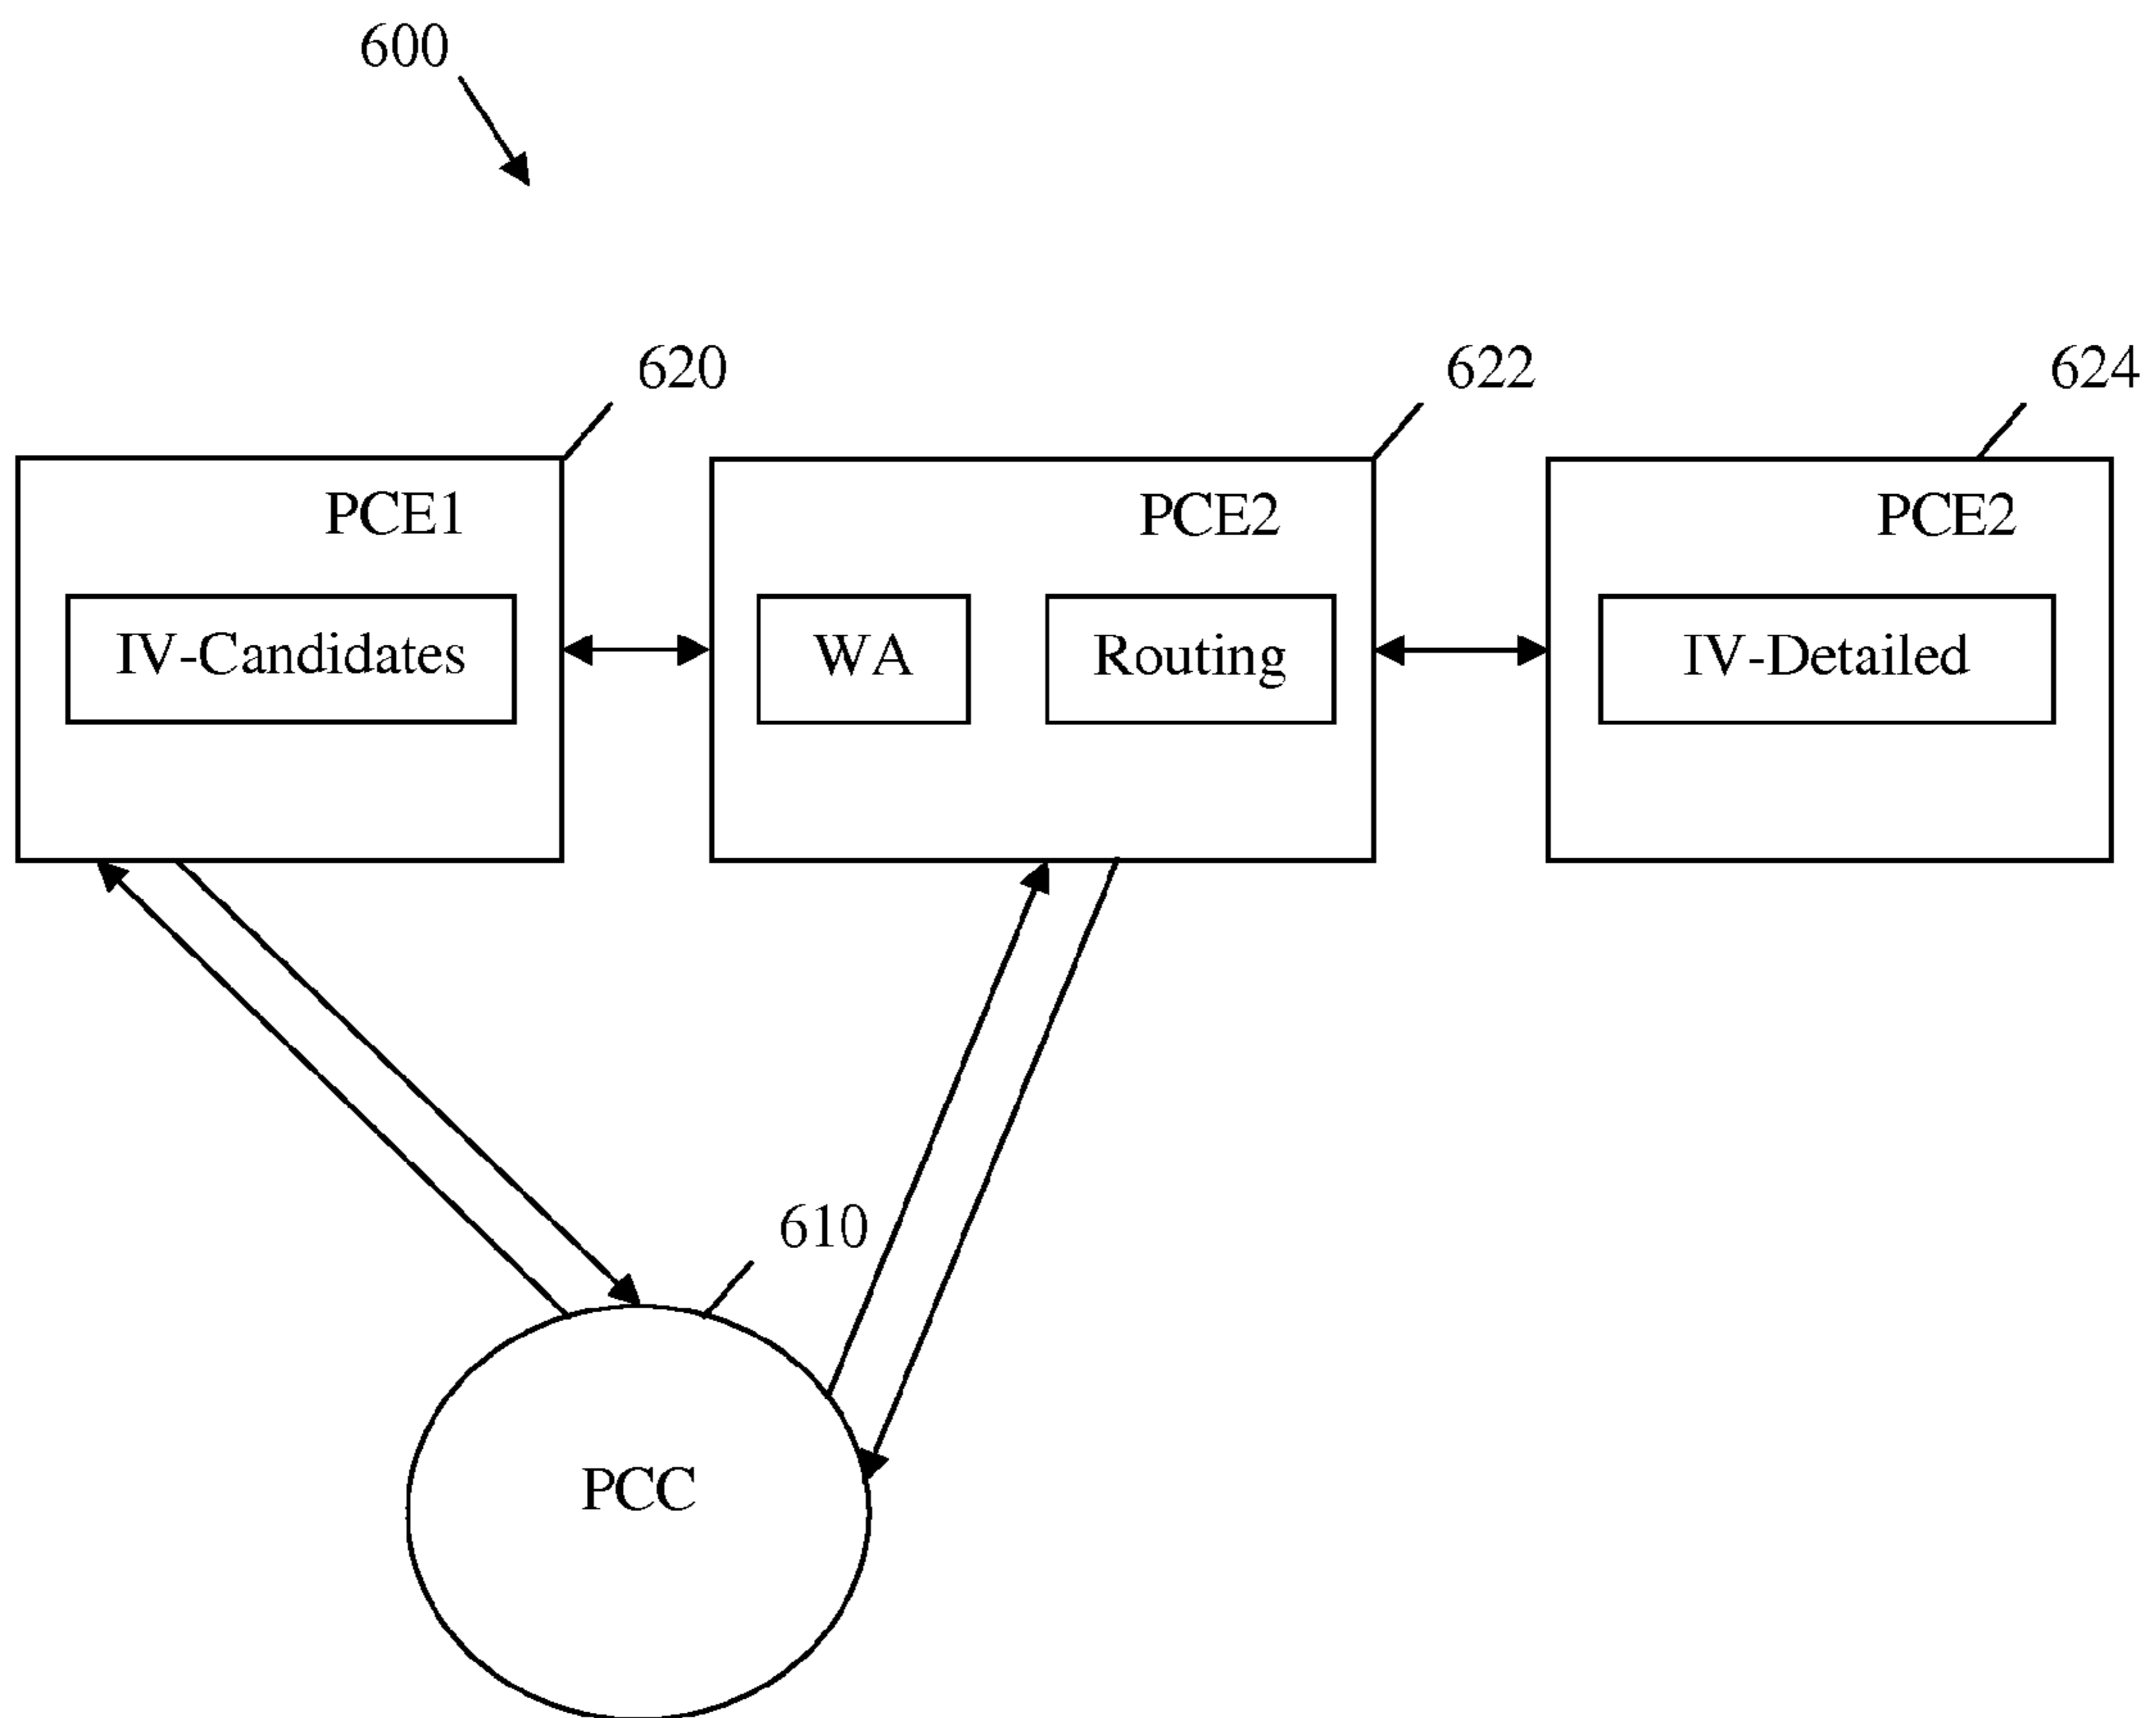 600
620
622
624
PCE1
PCE2
PCE2
IV-Candidates
WA
Routing
IV-Detailed
610
PCC